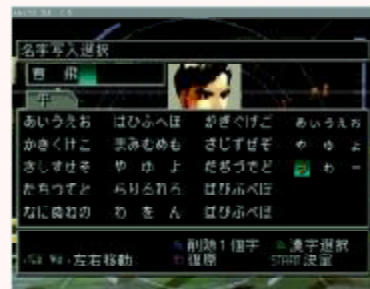 名字写入選択
曹 飛
平
あいうえお はひふへほ がぎぐげご ぁぃぅぇぉ
かきくけこ まみむめも ざじずぜぞ ゃ ゅ ょ
さしすせそ や ゆ よ だぢづでど っ ゎ ー
たちつてと らりるれろ ばびぶべぼ
なにぬねの わ を ん ぱぴぷぺぽ
削除1個字 漢字選択
左右移動 復原 START 決定